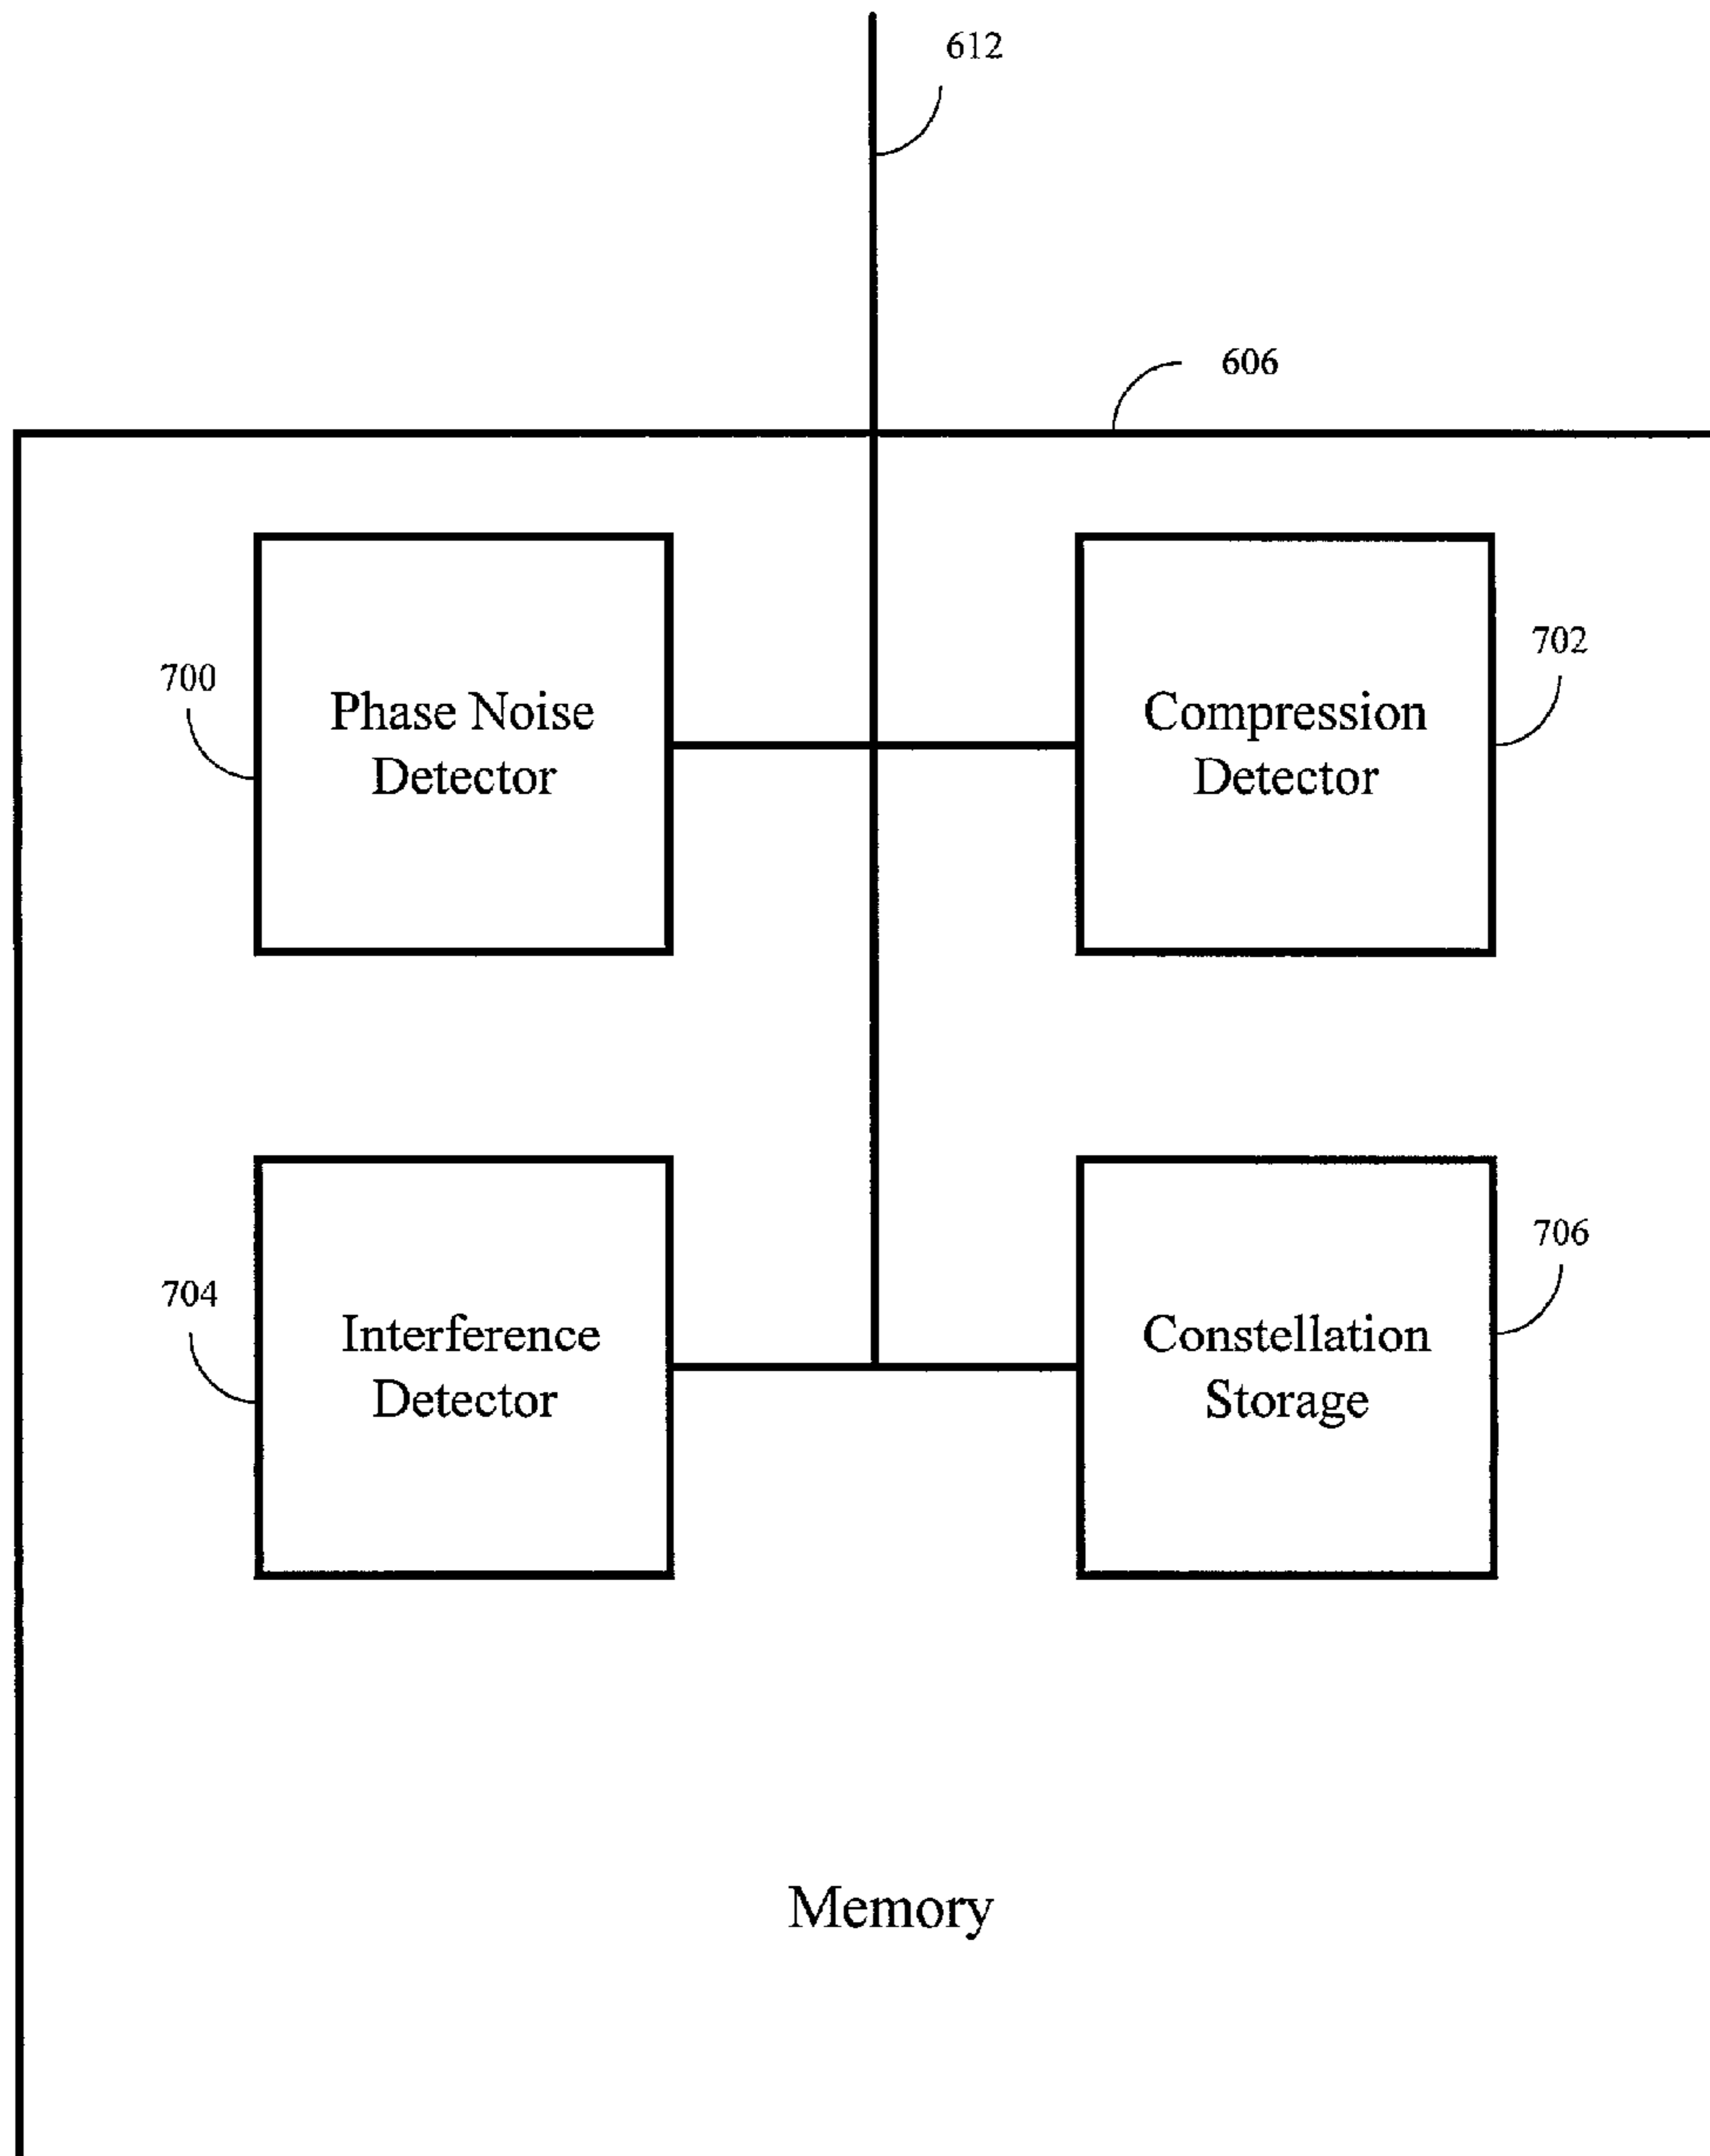 612
606
700
Phase Noise
Detector
702
Compression
Detector
704
Interference
Detector
706
Constellation
Storage
Memory